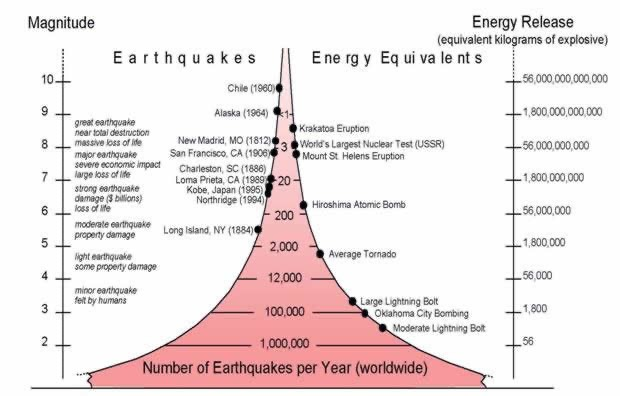 Magnitude
Energy Release
(equivalent kilograms of explosive)
Earthquakes
Energy Equivalents
10
Chile (1960)
56,000,000,000,000
9
Alaska (1964)
<1
1,800,000,000,000
great earthquake
near total destruction
massive loss of life
Krakatoa Eruption
New Madrid, MO (1812)
World's Largest Nuclear Test (USSR)
8
San Francisco, CA (1906)
3
Mount St. Helens Eruption
56,000,000,000
major earthquake
severe economic impact
large loss of life
Charleston, SC (1886)
7
Loma Prieta, CA (1989)
20
1,800,000,000
strong earthquake
damage ($ billions)
loss of life
Kobe, Japan (1995)
Northridge (1994)
Hiroshima Atomic Bomb
6
200
56,000,000
moderate earthquake
property damage
Long Island, NY (1884)
5
2,000
1,800,000
light earthquake
some property damage
Average Tornado
4
12,000
56,000
minor earthquake
felt by humans
Large Lightning Bolt
3
100,000
Oklahoma City Bombing
1,800
Moderate Lightning Bolt
2
1,000,000
56
Number of Earthquakes per Year (worldwide)